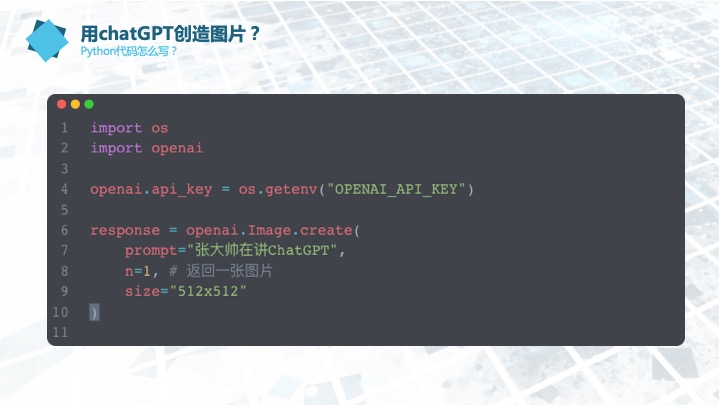 用chatGPT创造图片？
Python代码怎么写？
1 import os
2 import openai
3
4 openai.api_key = os.getenv("OPENAI_API_KEY")
5
6 response = openai.Image.create(
7     prompt="张大帅在讲ChatGPT",
8     n=1, # 返回一张图片
9     size="512x512"
10 )
11